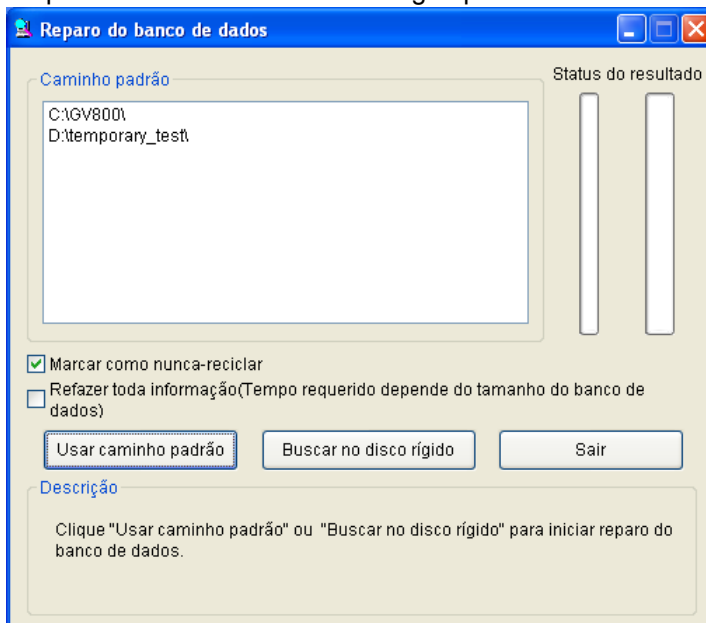 Reparo do banco de dados
Caminho padrão
Status do resultado
C:\GV800\
D:\temporary_test\
Marcar como nunca-reciclar
Refazer toda informação(Tempo requerido depende do tamanho do banco de
dados)
Usar caminho padrão
Buscar no disco rígido
Sair
Descrição
Clique "Usar caminho padrão" ou "Buscar no disco rígido" para iniciar reparo do
banco de dados.